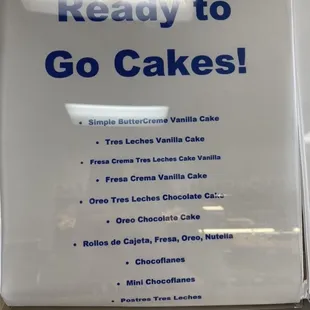 Ready to
Go Cakes!
• Simple ButterCreme Vanilla Cake
• Tres Leches Vanilla Cake
• Fresa Crema Tres Leches Cake Vanilla
• Fresa Crema Vanilla Cake
• Oreo Tres Leches Chocolate Cake
• Oreo Chocolate Cake
• Rollos de Cajeta, Fresa, Oreo, Nutella
• Chocoflanes
• Mini Chocoflanes
• Postres Tres Leches